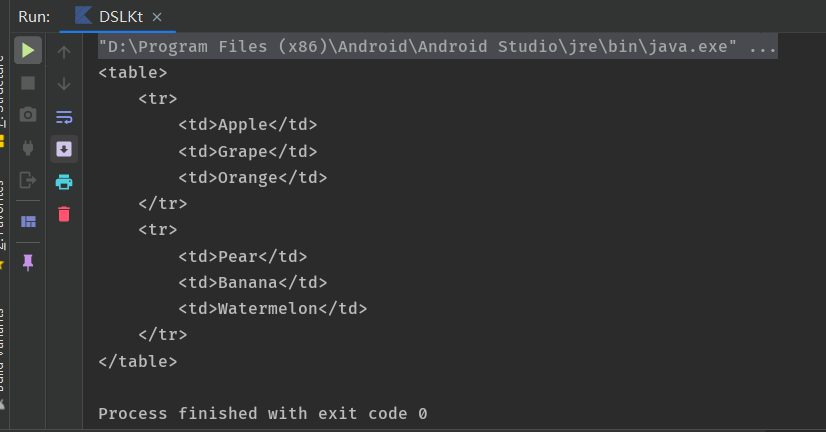 Run: DSLKt ×
"D:\Program Files (x86)\Android\Android Studio\jre\bin\java.exe" ...
<table>
    <tr>
        <td>Apple</td>
        <td>Grape</td>
        <td>Orange</td>
    </tr>
    <tr>
        <td>Pear</td>
        <td>Banana</td>
        <td>Watermelon</td>
    </tr>
</table>
Process finished with exit code 0